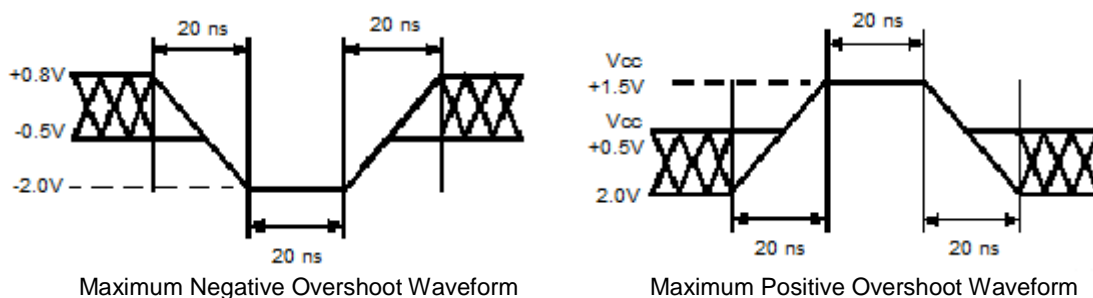 20 ns
20 ns
+0.8V
-0.5V
-2.0V
20 ns
Maximum Negative Overshoot Waveform
20 ns
Vcc
+1.5V
Vcc
+0.5V
2.0V
20 ns
20 ns
Maximum Positive Overshoot Waveform